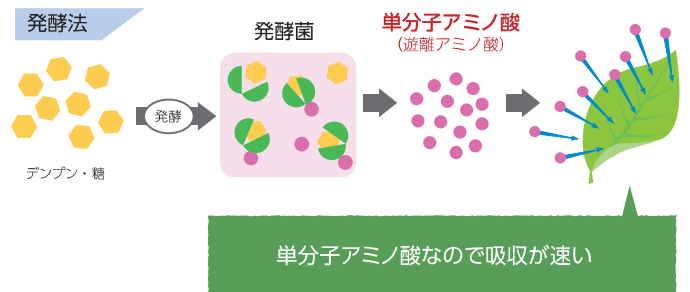 発酵法
デンプン・糖
発酵
発酵菌
単分子アミノ酸
(遊離アミノ酸)
単分子アミノ酸なので吸収が速い